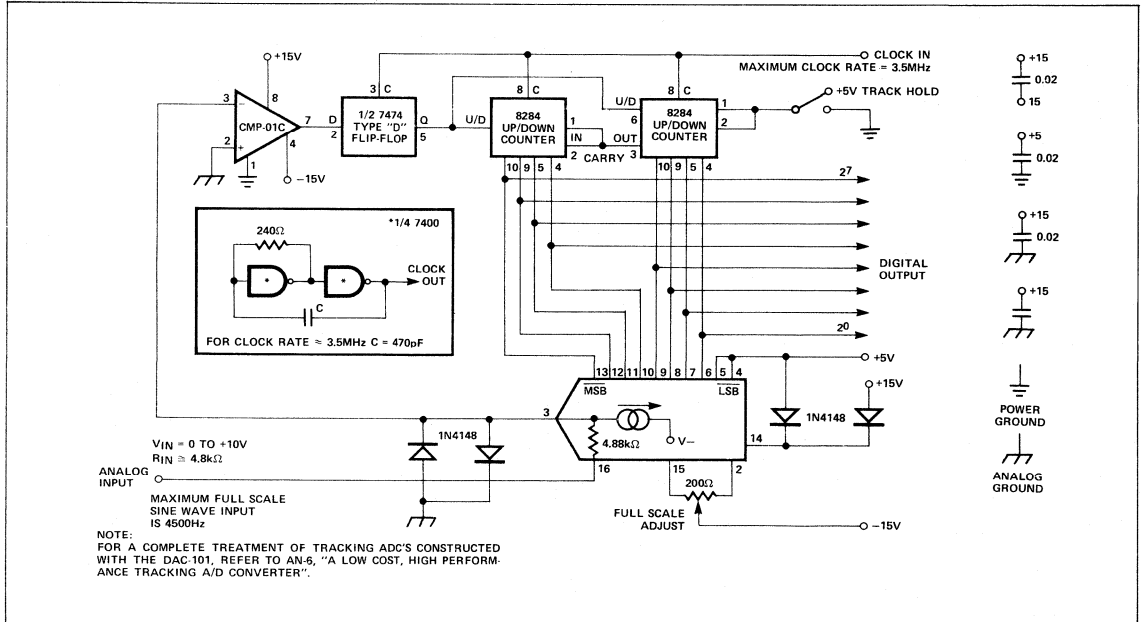 +15V
CLOCK IN
MAXIMUM CLOCK RATE = 3.5MHz
+15
0.02
15
3
8
CMP-01C
7
2
+
1
4
-15V
3 C
1/2 7474
TYPE "D"
FLIP-FLOP
D
2
Q
5
U/D
8 C
8284
UP/DOWN
COUNTER
1
IN
2
CARRY
10 9 5 4
U/D
6
OUT
3
8 C
8284
UP/DOWN
COUNTER
1
2
10 9 5 4
+5V TRACK HOLD
+5
0.02
2⁷
*1/4 7400
240Ω
*
*
CLOCK
OUT
C
FOR CLOCK RATE ≈ 3.5MHz C = 470pF
DIGITAL
OUTPUT
+15
0.02
2⁰
+15
13 12 11 10 9 8 7 6 5 4
MSB
LSB
+5V
+15V
3
1N4148
4.88kΩ
V−
14
1N4148
16
15
2
200Ω
FULL SCALE
ADJUST
−15V
POWER
GROUND
ANALOG
GROUND
VIN = 0 TO +10V
RIN ≅ 4.8kΩ
ANALOG
INPUT
MAXIMUM FULL SCALE
SINE WAVE INPUT
IS 4500Hz
NOTE:
FOR A COMPLETE TREATMENT OF TRACKING ADC'S CONSTRUCTED
WITH THE DAC-101, REFER TO AN-6, "A LOW COST, HIGH PERFORM-
ANCE TRACKING A/D CONVERTER".